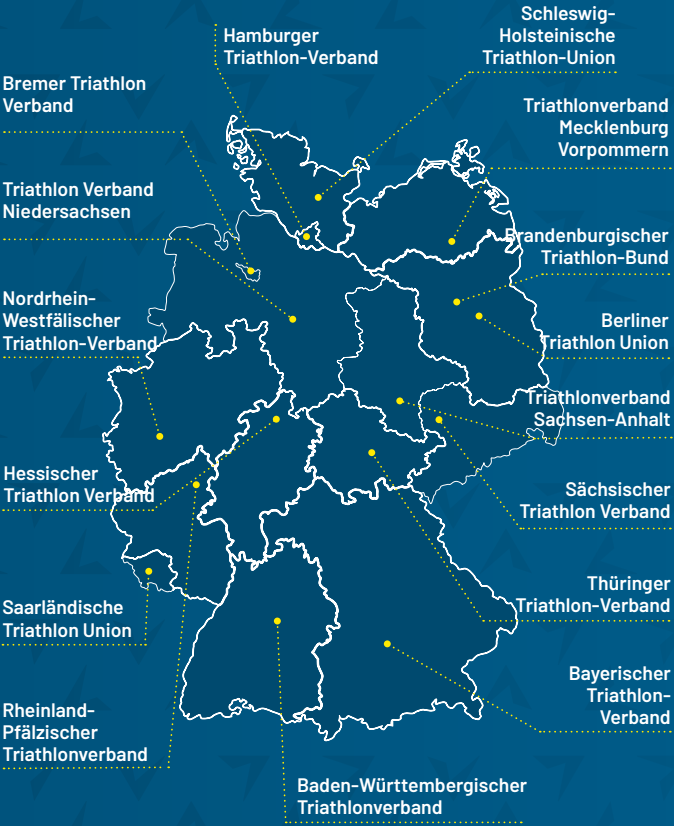 Schleswig-
Holsteinische
Triathlon-Union
Hamburger
Triathlon-Verband
Bremer Triathlon
Verband
Triathlonverband
Mecklenburg
Vorpommern
Triathlon Verband
Niedersachsen
Brandenburgischer
Triathlon-Bund
Nordrhein-
Westfälischer
Triathlon-Verband
Berliner
Triathlon Union
Triathlonverband
Sachsen-Anhalt
Hessischer
Triathlon Verband
Sächsischer
Triathlon Verband
Thüringer
Triathlon-Verband
Saarländische
Triathlon Union
Bayerischer
Triathlon-
Verband
Rheinland-
Pfälzischer
Triathlonverband
Baden-Württembergischer
Triathlonverband